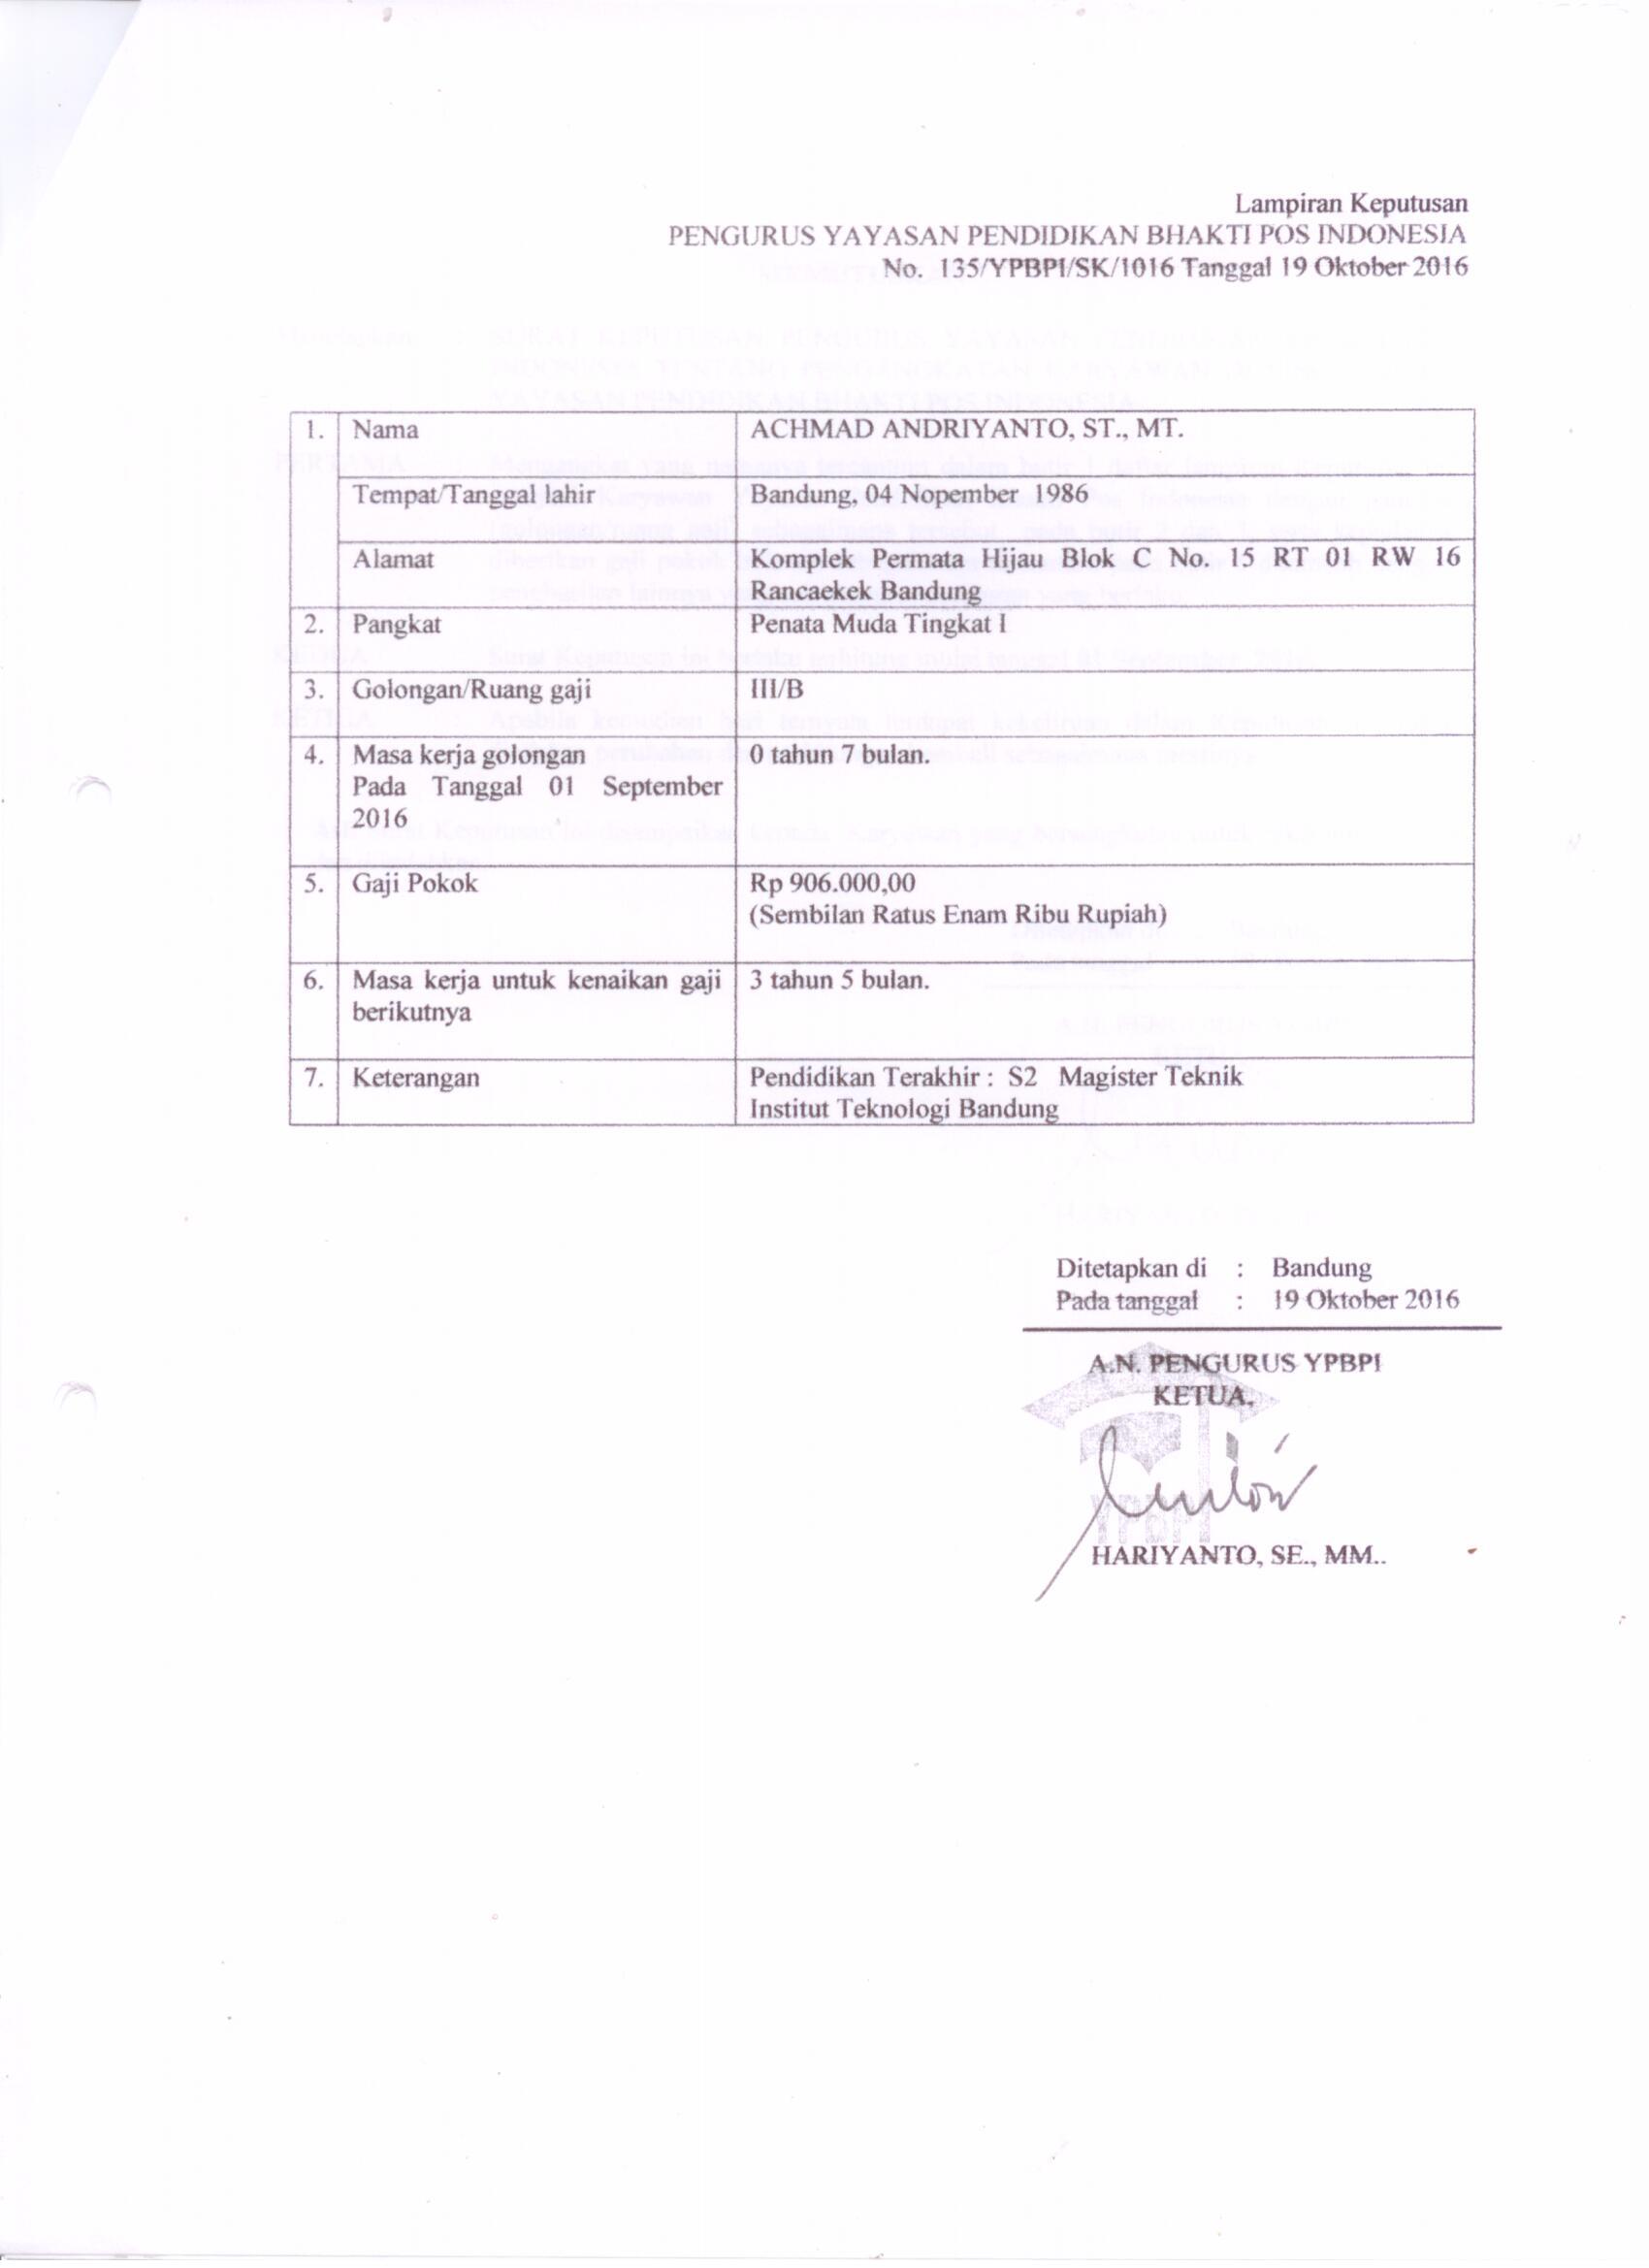 Lampiran Keputusan
PENGURUS YAYASAN PENDIDIKAN BHAKTI POS INDONESIA
No. 135/YPBPI/SK/1016 Tanggal 19 Oktober 2016
1. Nama ACHMAD ANDRIYANTO, ST., MT.
Tempat/Tanggal lahir Bandung, 04 Nopember 1986
Alamat Komplek Permata Hijau Blok C No. 15 RT 01 RW 16
Rancaekek Bandung
2. Pangkat Penata Muda Tingkat I
3. Golongan/Ruang gaji III/B
4. Masa kerja golongan 0 tahun 7 bulan.
Pada Tanggal 01 September
2016
5. Gaji Pokok Rp 906.000,00
(Sembilan Ratus Enam Ribu Rupiah)
6. Masa kerja untuk kenaikan gaji 3 tahun 5 bulan.
berikutnya
7. Keterangan Pendidikan Terakhir : S2 Magister Teknik
Institut Teknologi Bandung
Ditetapkan di : Bandung
Pada tanggal : 19 Oktober 2016
A.N. PENGURUS YPBPI
KETUA,
YPBPI
HARIYANTO, SE., MM..